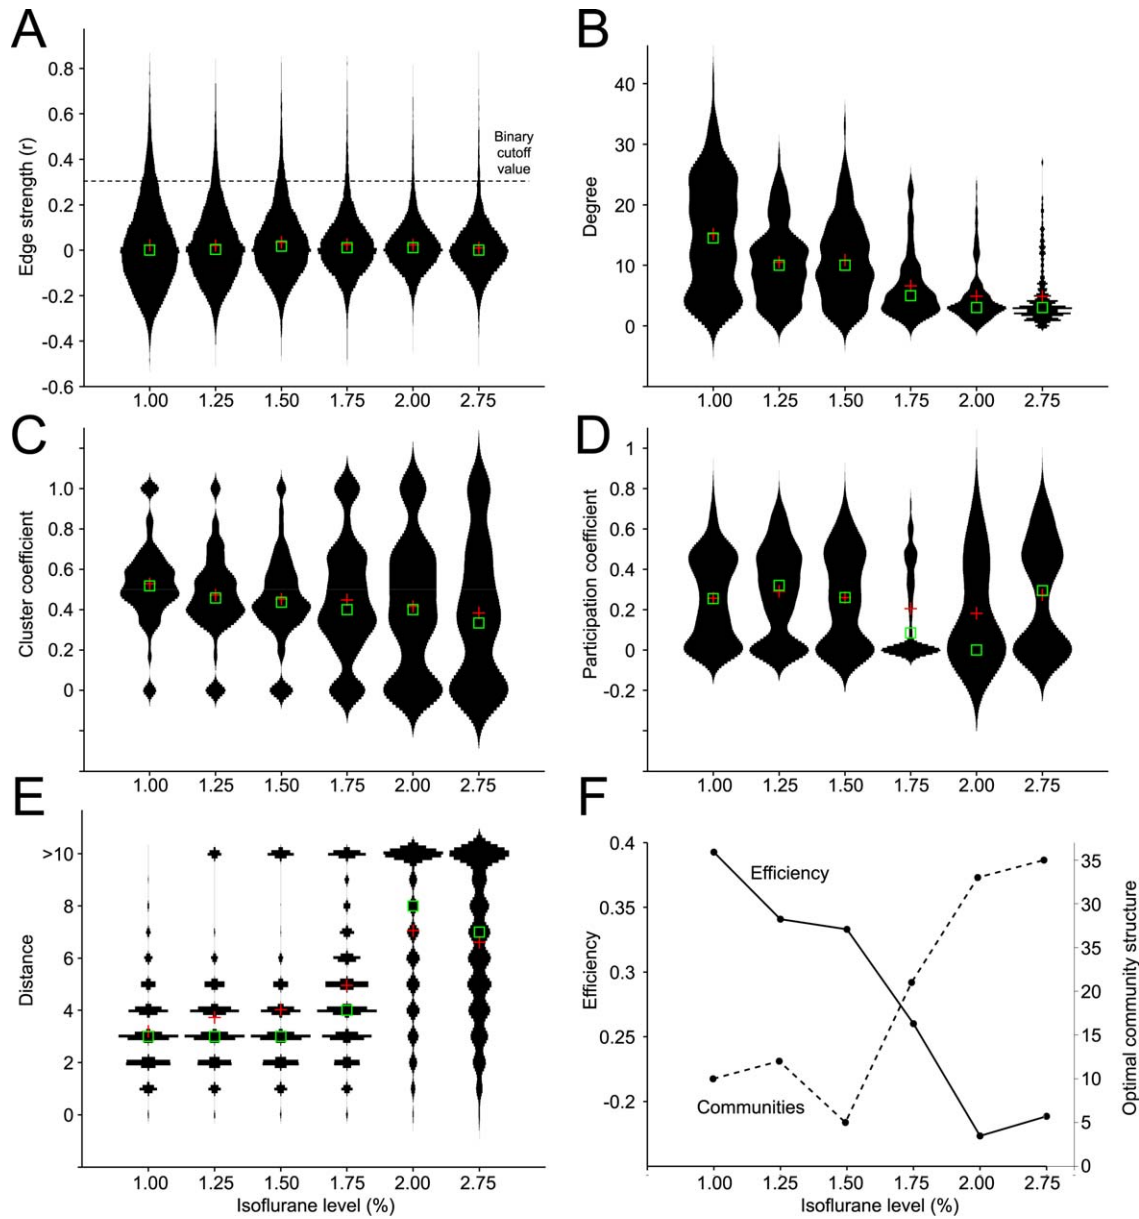 A
Edge strength (r)
0.8
0.6
0.4
0.2
0
-0.2
-0.4
-0.6
Binary
cutoff
value
1.00 1.25 1.50 1.75 2.00 2.75
B
Degree
40
30
20
10
0
1.00 1.25 1.50 1.75 2.00 2.75
C
Cluster coefficient
1.0
0.8
0.6
0.4
0.2
0
1.00 1.25 1.50 1.75 2.00 2.75
D
Participation coefficient
1
0.8
0.6
0.4
0.2
0
-0.2
1.00 1.25 1.50 1.75 2.00 2.75
E
Distance
>10
8
6
4
2
0
1.00 1.25 1.50 1.75 2.00 2.75
Isoflurane level (%)
F
Efficiency
0.4
0.35
0.3
0.25
-0.2
Efficiency
Communities
35
30
35
20
15
10
5
0
Optimal community structure
1.00 1.25 1.50 1.75 2.00 2.75
Isoflurane level (%)